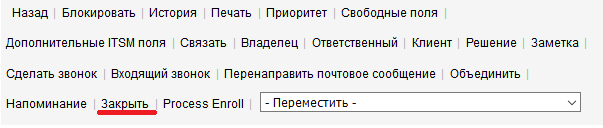 Назад | Блокировать | История | Печать | Приоритет | Свободные поля |
Дополнительные ITSM поля | Связать | Владелец | Ответственный | Клиент | Решение | Заметка |
Сделать звонок | Входящий звонок | Перенаправить почтовое сообщение | Объединить |
Напоминание | Закрыть | Process Enroll | - Переместить -